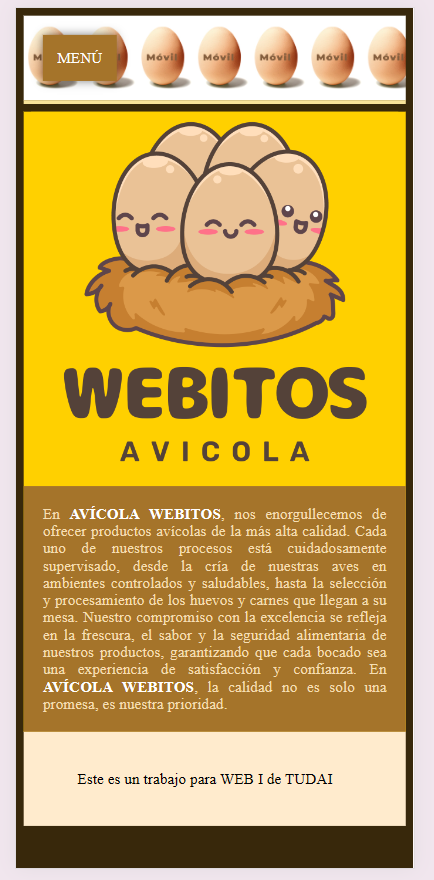 MENÚ Móvil Móvil Móvil Móvil
WEBITOS
AVICOLA
En AVÍCOLA WEBITOS, nos enorgullecemos de
ofrecer productos avícolas de la más alta calidad. Cada
uno de nuestros procesos está cuidadosamente
supervisado, desde la cría de nuestras aves en
ambientes controlados y saludables, hasta la selección
y procesamiento de los huevos y carnes que llegan a su
mesa. Nuestro compromiso con la excelencia se refleja
en la frescura, el sabor y la seguridad alimentaria de
nuestros productos, garantizando que cada bocado sea
una experiencia de satisfacción y confianza. En
AVÍCOLA WEBITOS, la calidad no es solo una
promesa, es nuestra prioridad.
Este es un trabajo para WEB I de TUDAI